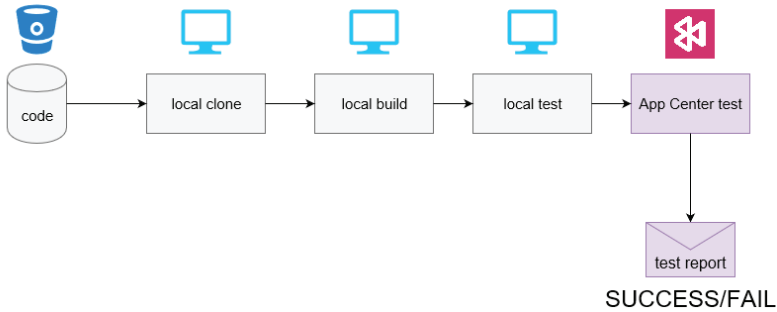 code
local clone
local build
local test
App Center test
test report
SUCCESS/FAIL